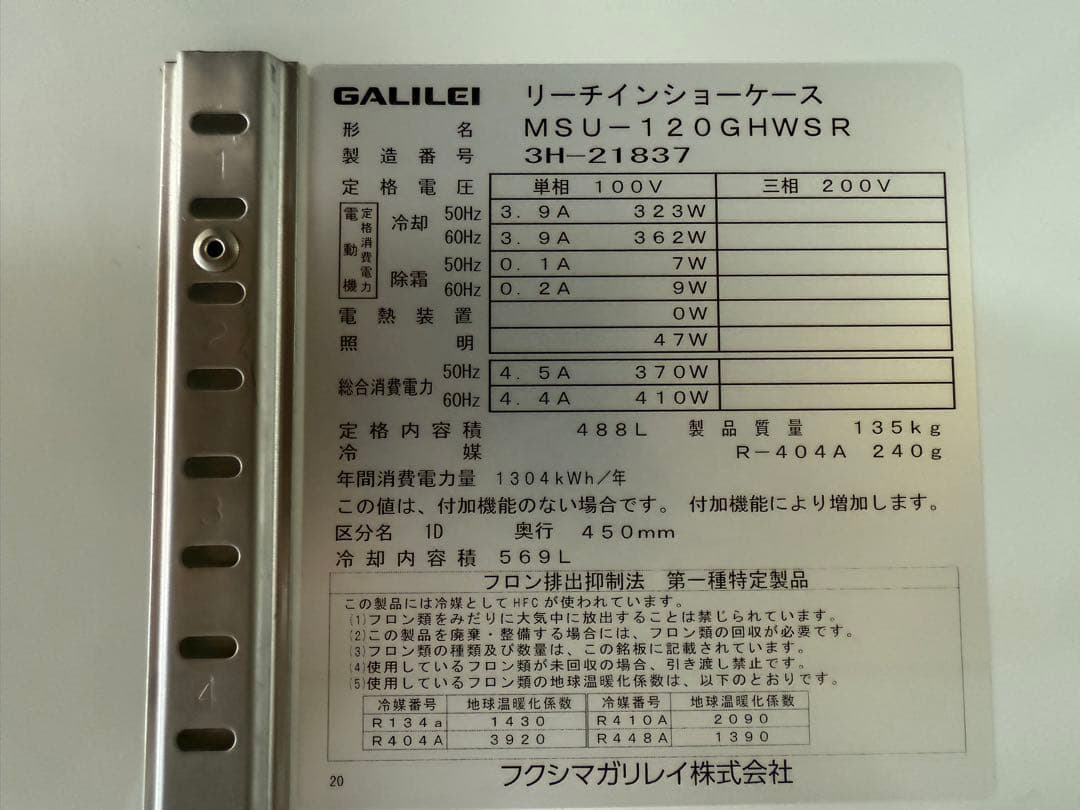 GALILEI リーチインショーケース
形名 MSU-120GHWSR
製造番号 3H-21837
定格電圧 単相 100V 三相 200V
電動機 定格消費電力 冷却 50Hz 3.9A 323W
60Hz 3.9A 362W
除霜 50Hz 0.1A 7W
60Hz 0.2A 9W
電熱装置 0W
照明 47W
総合消費電力 50Hz 4.5A 370W
60Hz 4.4A 410W
定格内容積 488L 製品質量 135kg
冷媒 R-404A 240g
年間消費電力量 1304kWh/年
この値は、付加機能のない場合です。 付加機能により増加します。
区分名 1D 奥行 450mm
冷却内容積 569L
フロン排出抑制法 第一種特定製品
この製品には冷媒としてHFCが使われています。
(1)フロン類をみだりに大気中に放出することは禁じられています。
(2)この製品を廃棄・整備する場合には、フロン類の回収が必要です。
(3)フロン類の種類及び数量は、この銘板に記載されています。
(4)使用しているフロン類が未回収の場合、引き渡し禁止です。
(5)使用しているフロン類の地球温暖化係数は、以下のとおりです。
冷媒番号 地球温暖化係数 冷媒番号 地球温暖化係数
R134a 1430 R410A 2090
R404A 3920 R448A 1390
20 フクシマガリレイ株式会社
1
2
3
4